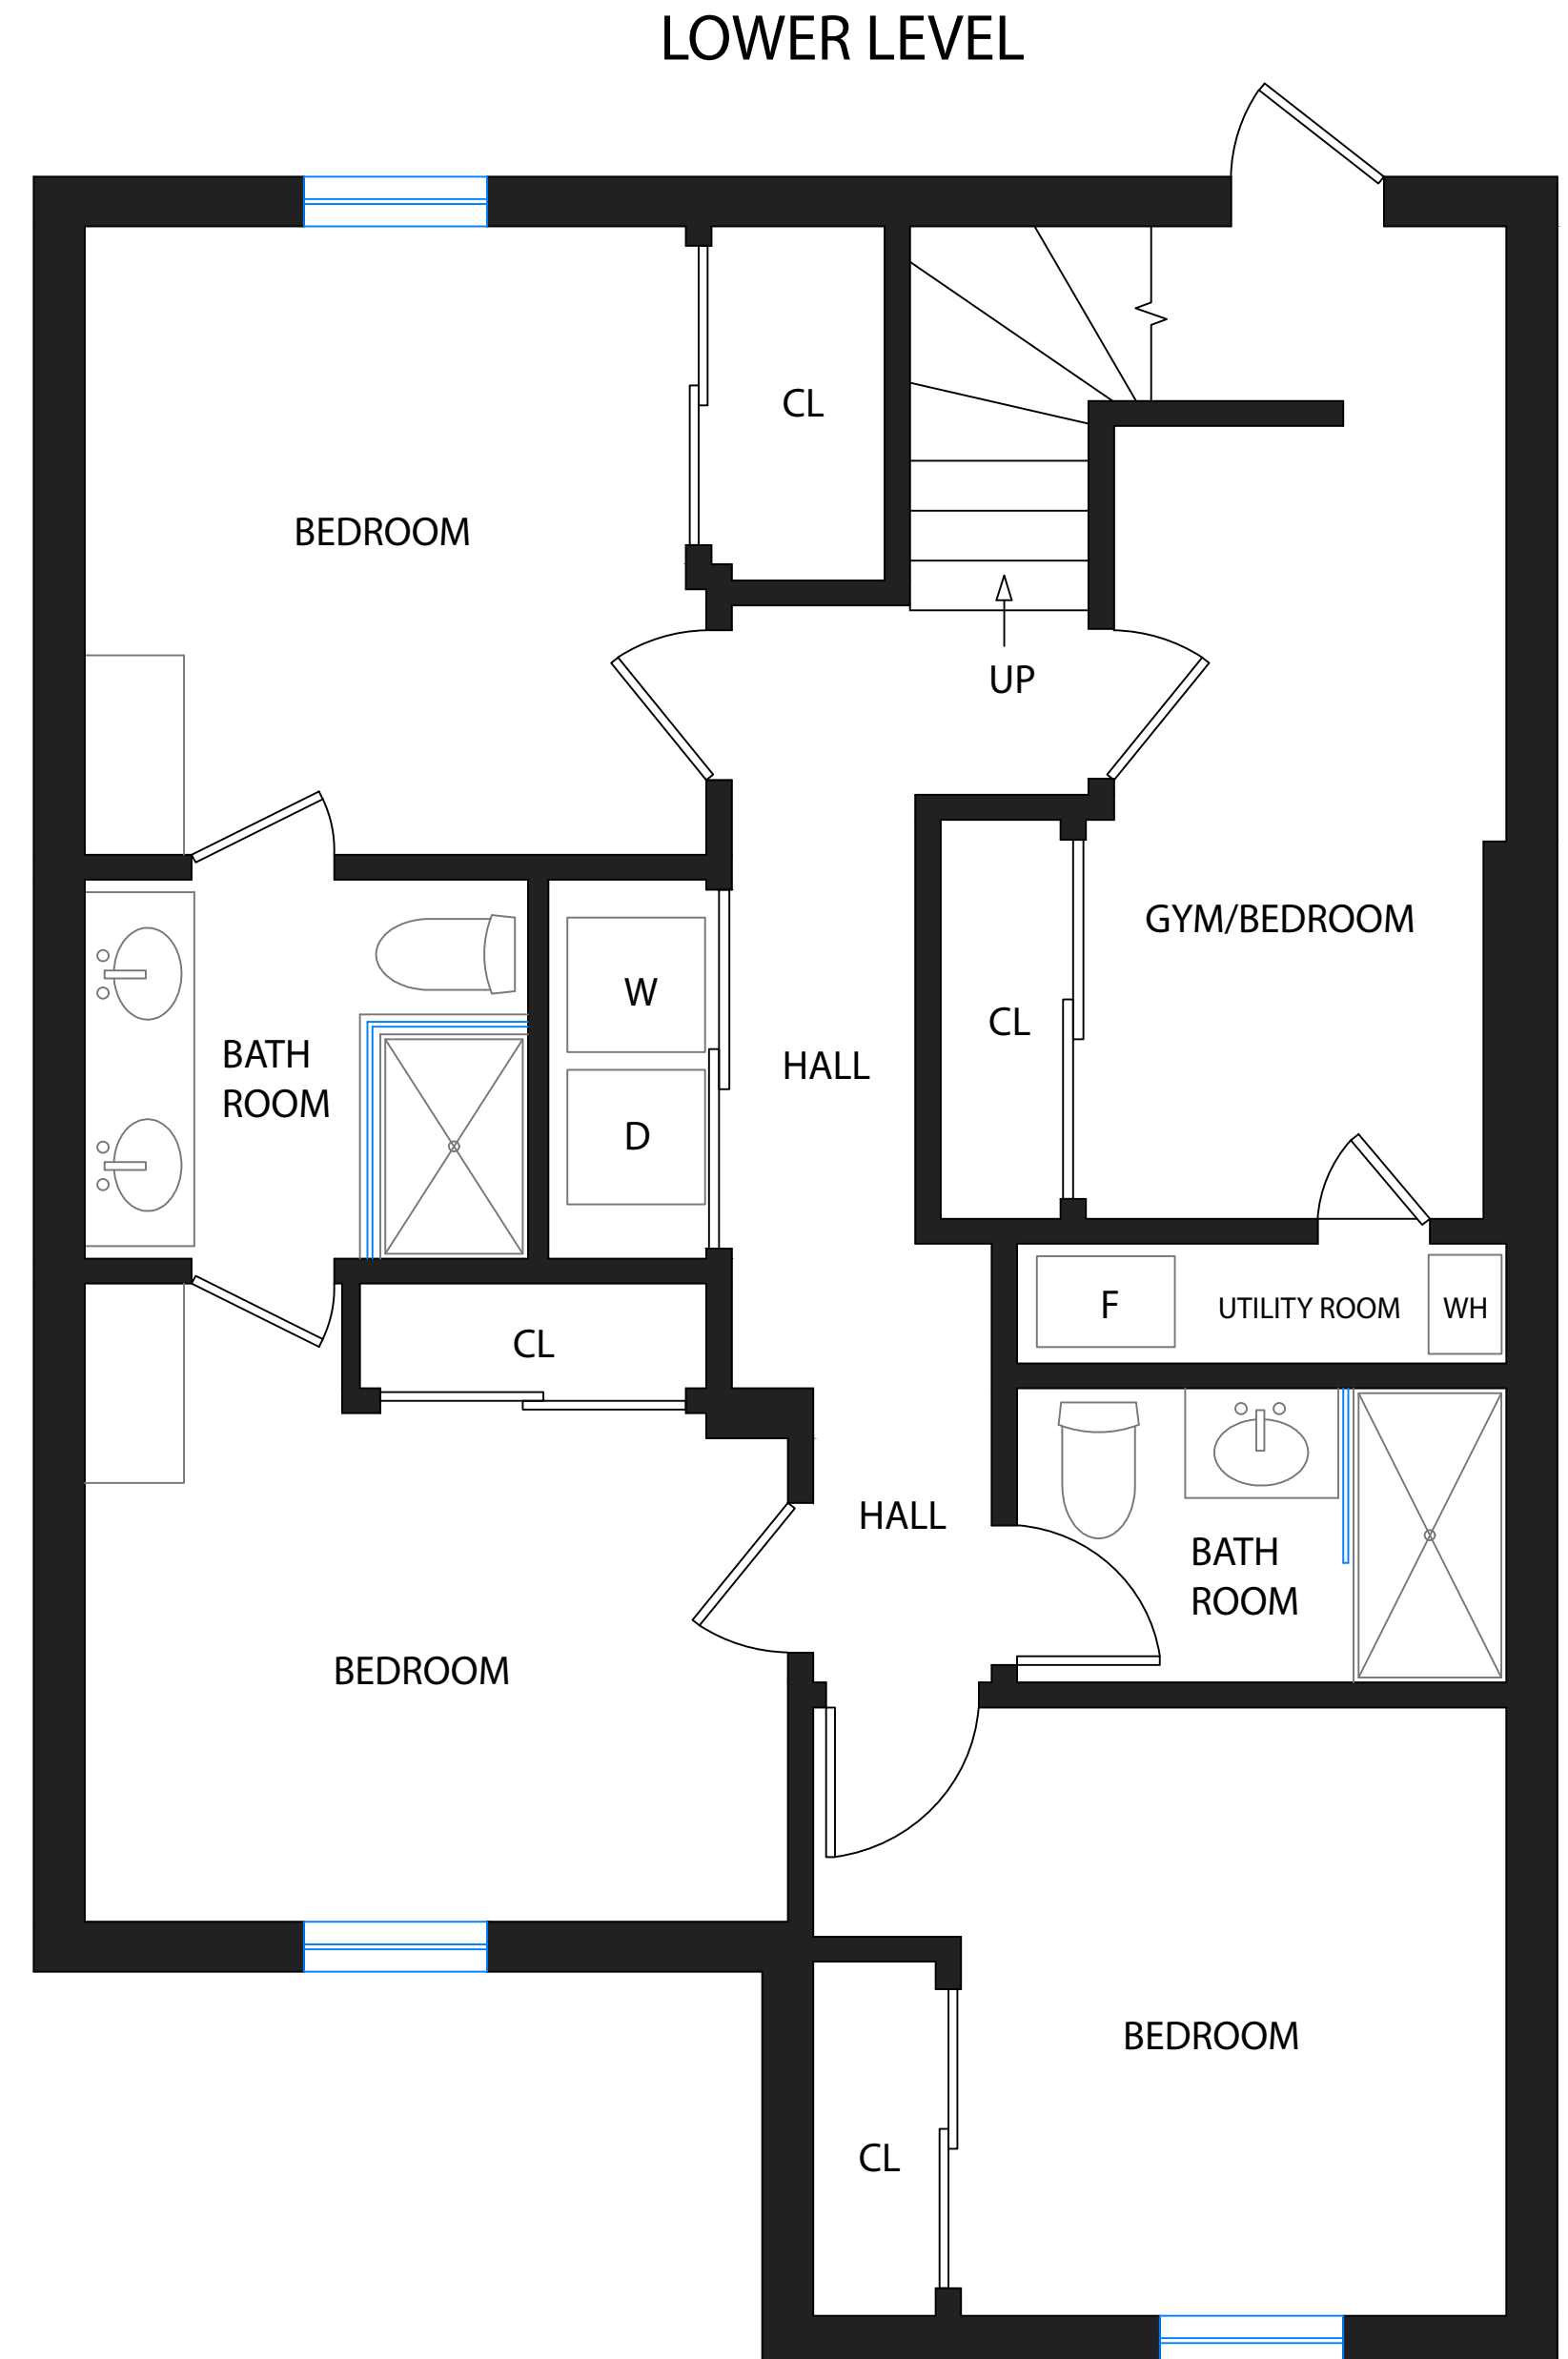 LOWER LEVEL
CL
BEDROOM
UP
GYM/BEDROOM
W
CL
BATH
ROOM
HALL
D
F
UTILITY ROOM
WH
CL
HALL
BATH
ROOM
BEDROOM
BEDROOM
CL